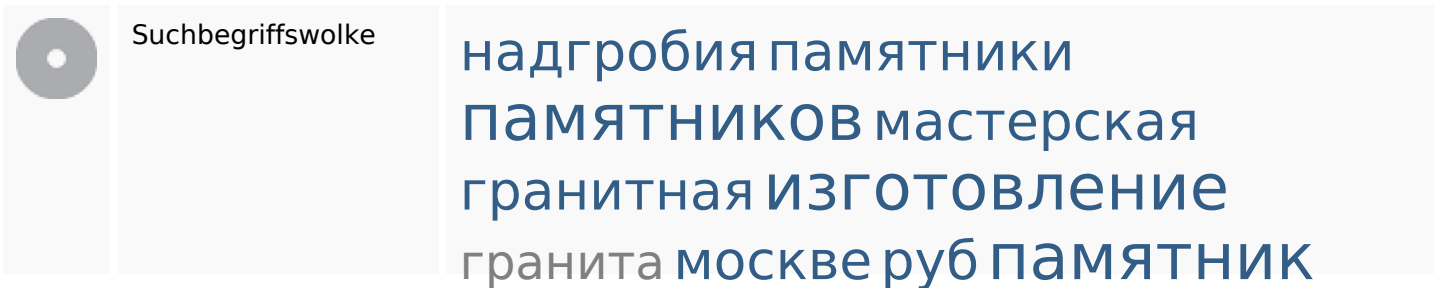 Suchbegriffswolke
надгробия памятники
памятников мастерская
гранитная изготовление
гранита москве руб памятник